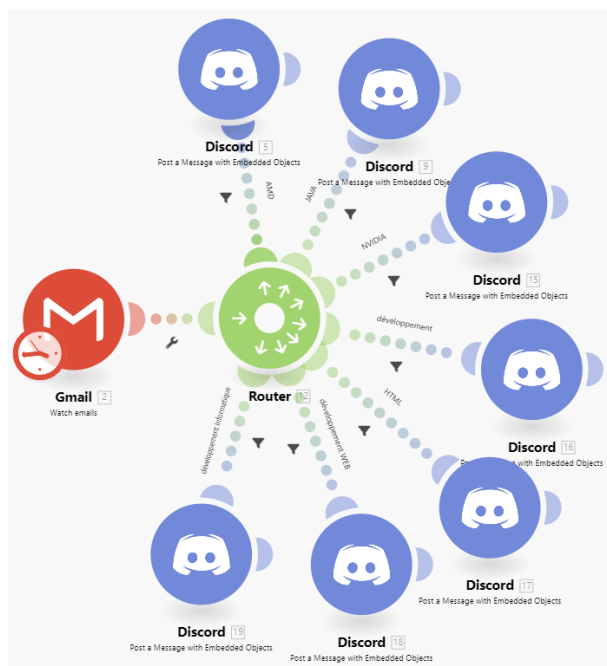 Discord 5
Post a Message with Embedded Objects
Discord 9
Post a Message with Embedded Objects
AMD
JAVA
NVIDIA
Discord 15
Post a Message with Embedded Objects
développement
Gmail 2
Watch emails
Router 12
HTML
développement informatique
développement WEB
Discord 16
Post a Message with Embedded Objects
Discord 17
Post a Message with Embedded Objects
Discord 19
Post a Message with Embedded Objects
Discord 18
Post a Message with Embedded Objects